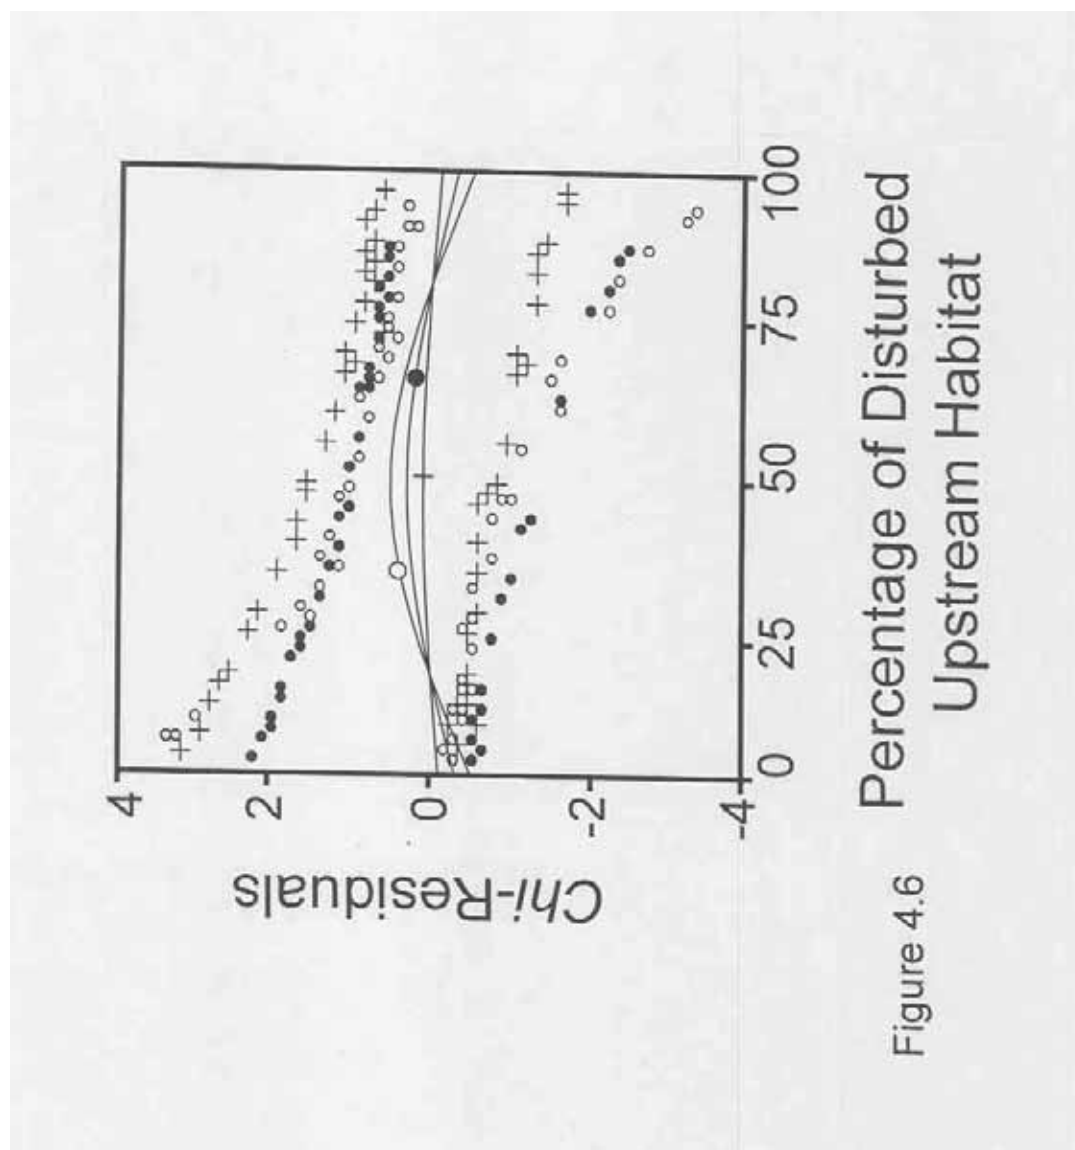 Chi-Residuals
4
2
0
-2
-4
0
25
50
75
100
Percentage of Disturbed
Upstream Habitat
Figure 4.6